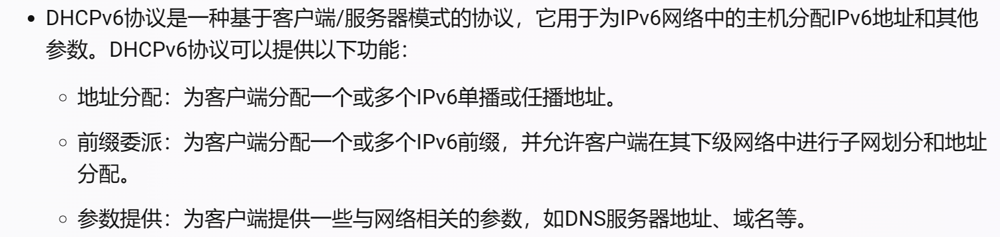 • DHCPv6协议是一种基于客户端/服务器模式的协议，它用于为IPv6网络中的主机分配IPv6地址和其他
参数。DHCPv6协议可以提供以下功能：
◦ 地址分配：为客户端分配一个或多个IPv6单播或任播地址。
◦ 前缀委派：为客户端分配一个或多个IPv6前缀，并允许客户端在其下级网络中进行子网划分和地址
分配。
◦ 参数提供：为客户端提供一些与网络相关的参数，如DNS服务器地址、域名等。